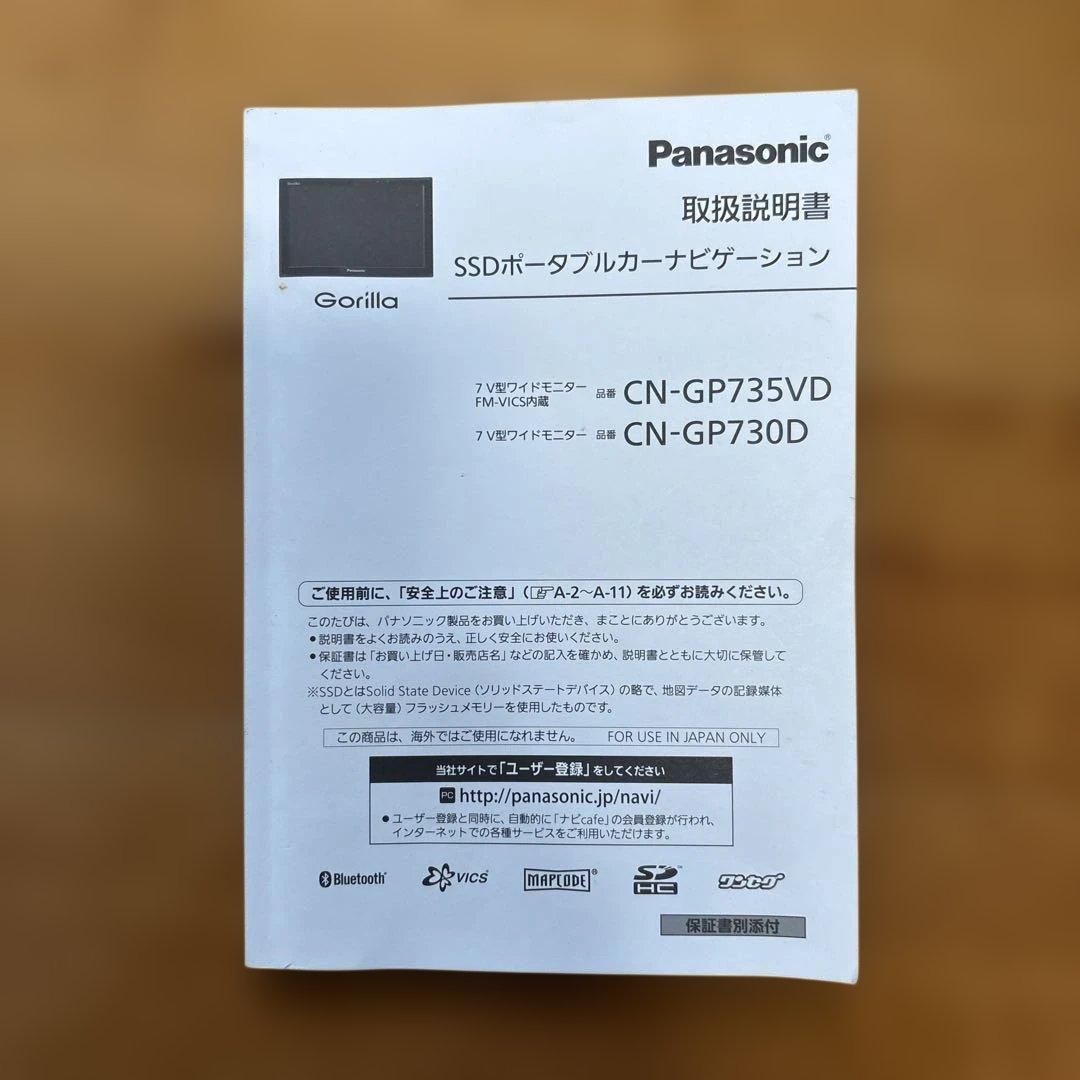 Panasonic®
取扱説明書
SSDポータブルカーナビゲーション
Gorilla
Panasonic
Gorilla
7 V型ワイドモニター
FM-VICS内蔵
品番 CN-GP735VD
7 V型ワイドモニター 品番 CN-GP730D
ご使用前に、「安全上のご注意」(☞A-2～A-11)を必ずお読みください。
このたびは、パナソニック製品をお買い上げいただき、まことにありがとうございます。
●説明書をよくお読みのうえ、正しく安全にお使いください。
●保証書は「お買い上げ日・販売店名」などの記入を確かめ、説明書とともに大切に保管して
ください。
※SSDとはSolid State Device(ソリッドステートデバイス)の略で、地図データの記録媒体
として(大容量)フラッシュメモリーを使用したものです。
この商品は、海外ではご使用になれません。 FOR USE IN JAPAN ONLY
当社サイトで「ユーザー登録」をしてください
PC http://panasonic.jp/navi/
●ユーザー登録と同時に、自動的に「ナビcafe」の会員登録が行われ、
インターネットでの各種サービスをご利用いただけます。
Bluetooth® VICS® MAPCODE® SDHC™ ワンセグ
保証書別添付